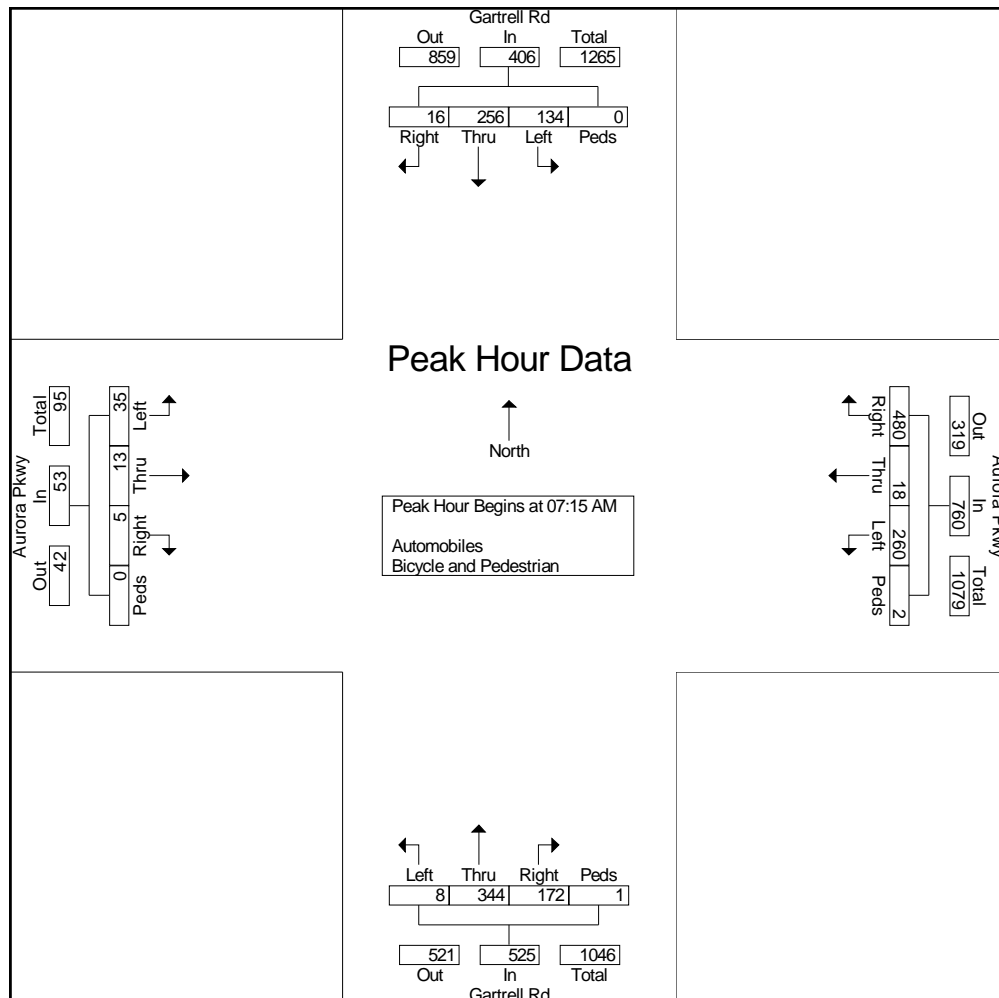 Gartrell Rd
Out In Total
859 406 1265
16 256 134 0
Right Thru Left Peds
Peak Hour Data
North
Peak Hour Begins at 07:15 AM
Automobiles
Bicycle and Pedestrian
Aurora Pkwy
Total In Out
95 53 42
35 13 5 0
Left Thru Right Peds
Aurora Pkwy
Out In Total
319 760 1079
480 18 260 2
Right Thru Left Peds
Left Thru Right Peds
8 344 172 1
521 525 1046
Out In Total
Gartrell Rd